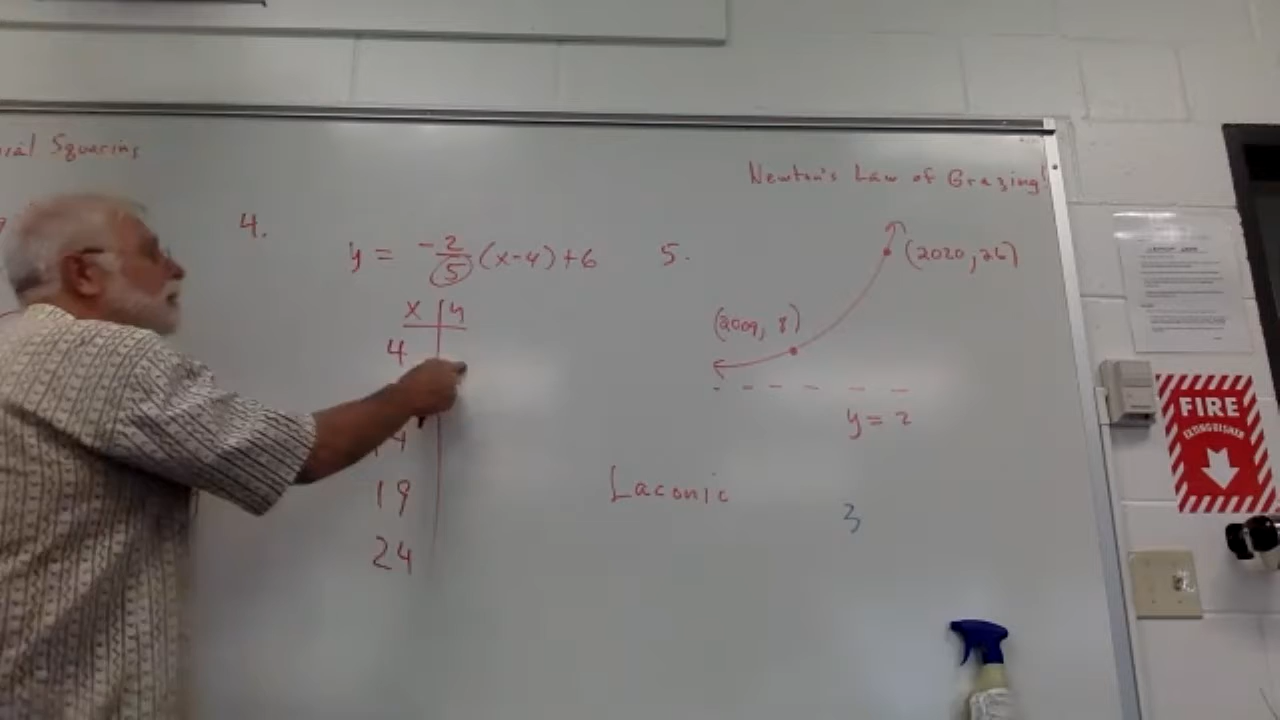 Squaring
Newton's Law of Grazing!
4.
y = -2/5 (x-4)+6
5.
(2020, 26)
x | y
(2009, 8)
4
y = 2
19
Laconic
3
24
FIRE
EXTINGUISHER